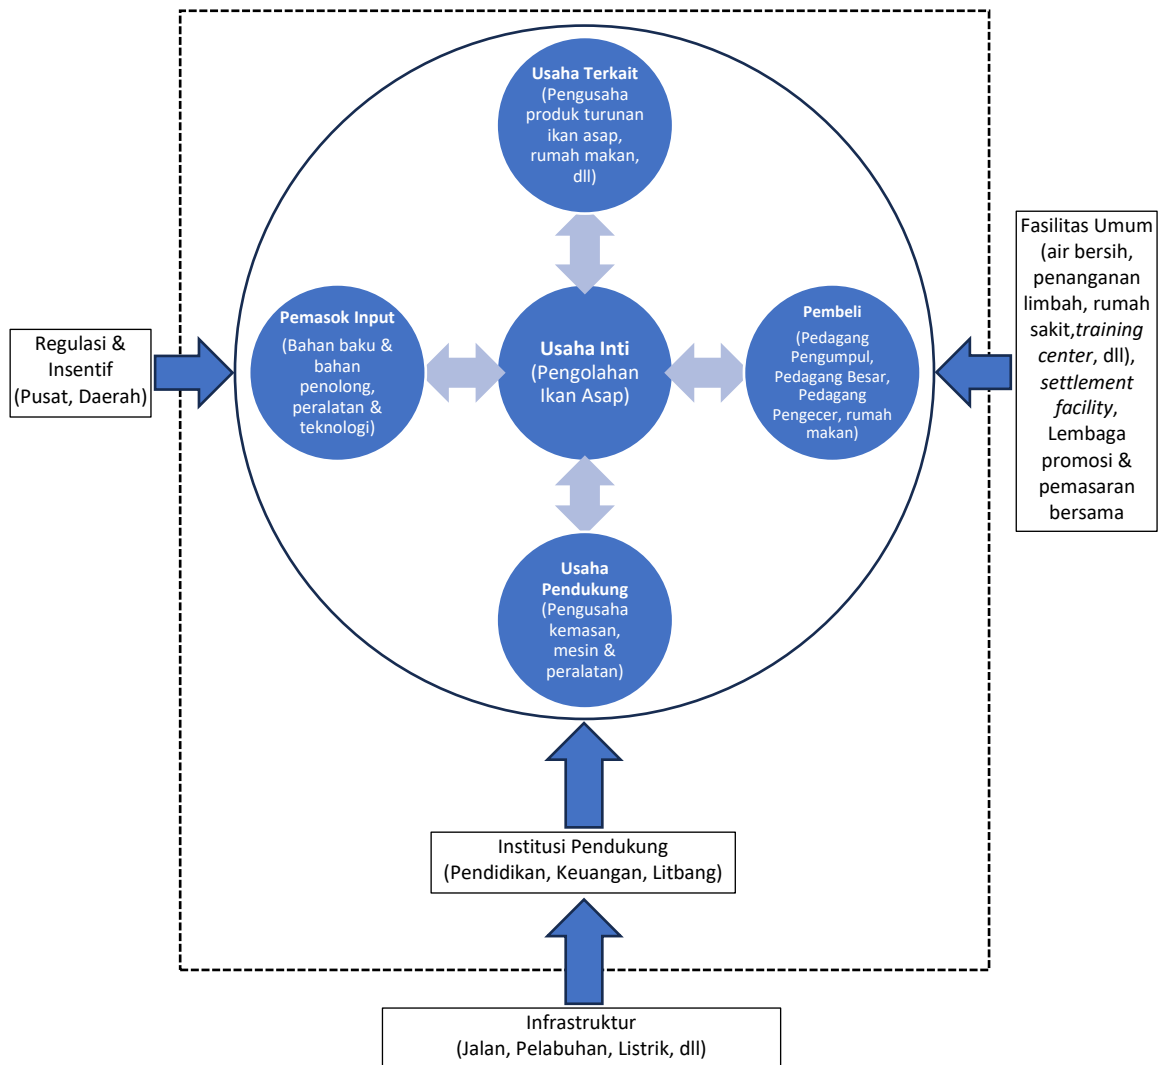 Usaha Terkait
(Pengusaha
produk turunan
ikan asap,
rumah makan,
dll)
Regulasi &
Insentif
(Pusat, Daerah)
Pemasok Input
(Bahan baku &
bahan
penolong,
peralatan &
teknologi)
Usaha Inti
(Pengolahan
Ikan Asap)
Pembeli
(Pedagang
Pengumpul,
Pedagang Besar,
Pedagang
Pengecer, rumah
makan)
Fasilitas Umum
(air bersih,
penanganan
limbah, rumah
sakit,training
center, dll),
settlement
facility,
Lembaga
promosi &
pemasaran
bersama
Usaha
Pendukung
(Pengusaha
kemasan,
mesin &
peralatan)
Institusi Pendukung
(Pendidikan, Keuangan, Litbang)
Infrastruktur
(Jalan, Pelabuhan, Listrik, dll)